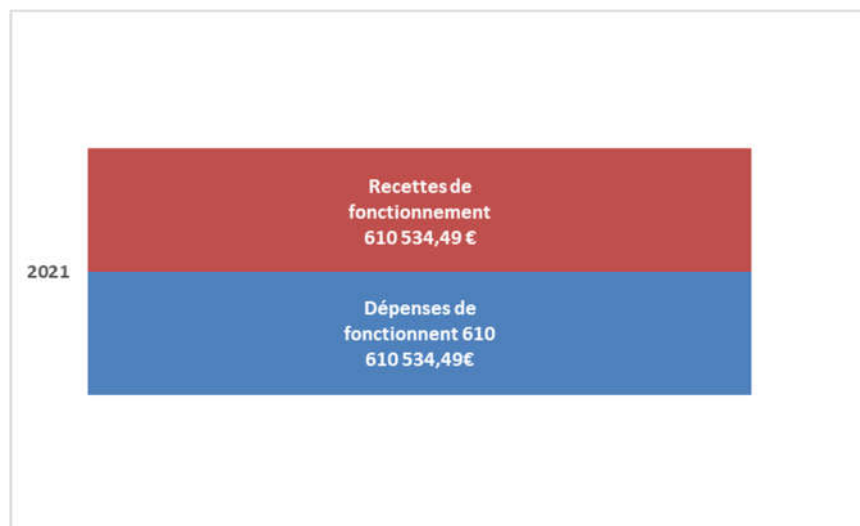 Recettes de
fonctionnement
610 534,49 €
2021
Dépenses de
fonctionnent 610
610 534,49€